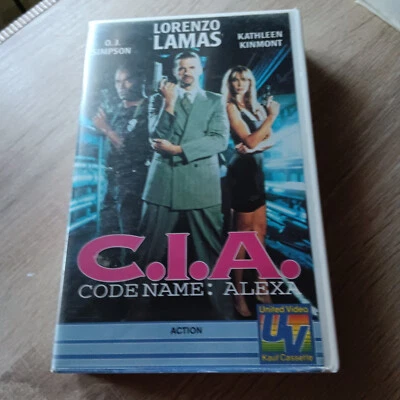 O.J.
SIMPSON
LORENZO
LAMAS
KATHLEEN
KINMONT
C.I.A.
CODE NAME: ALEXA
ACTION
United Video
UV
Kauf Cassette